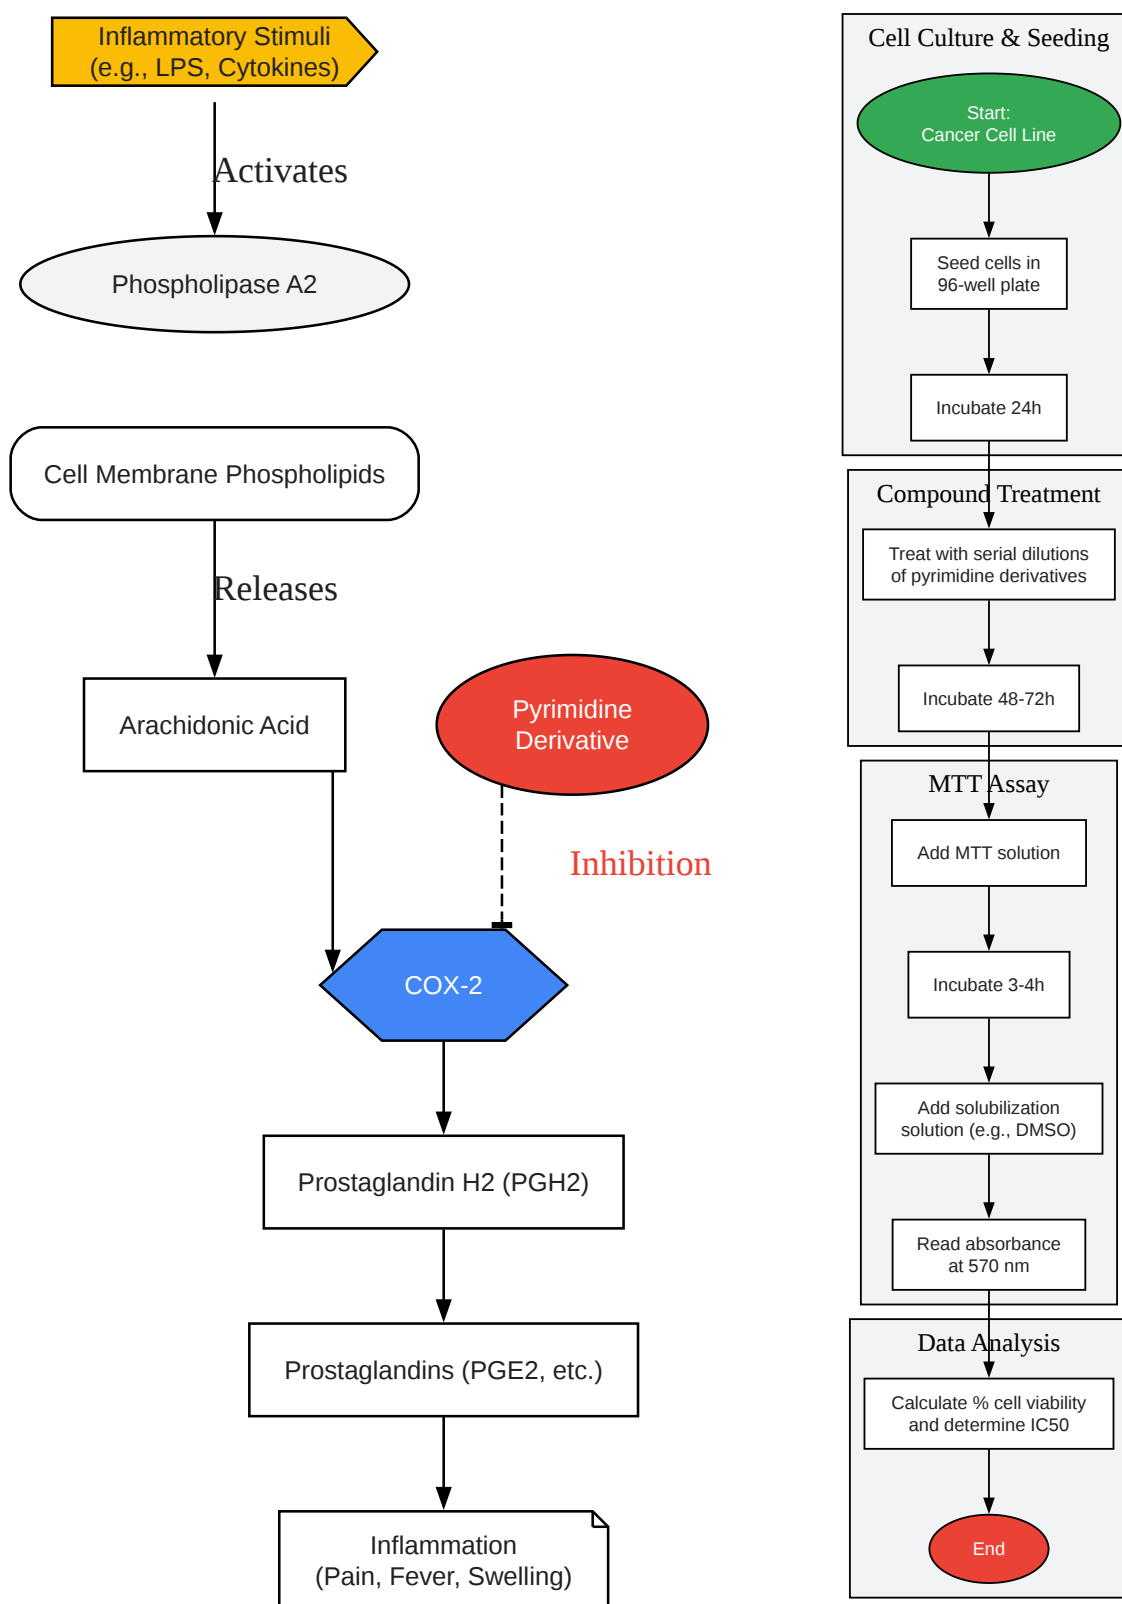 Inflammatory Stimuli
(e.g., LPS, Cytokines)
Activates
Phospholipase A2
Cell Membrane Phospholipids
Releases
Arachidonic Acid
Pyrimidine
Derivative
Inhibition
COX-2
Prostaglandin H2 (PGH2)
Prostaglandins (PGE2, etc.)
Inflammation
(Pain, Fever, Swelling)
Cell Culture & Seeding
Start:
Cancer Cell Line
Seed cells in
96-well plate
Incubate 24h
Compound Treatment
Treat with serial dilutions
of pyrimidine derivatives
Incubate 48-72h
MTT Assay
Add MTT solution
Incubate 3-4h
Add solubilization
solution (e.g., DMSO)
Read absorbance
at 570 nm
Data Analysis
Calculate % cell viability
and determine IC50
End